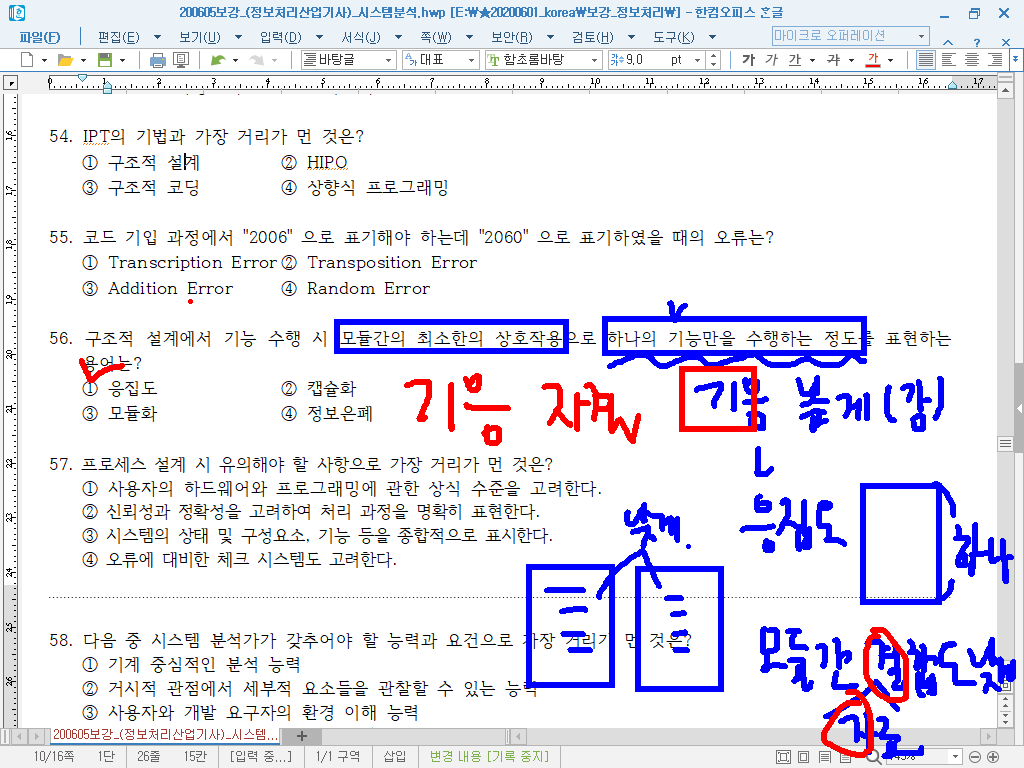 200605보강_(정보처리산업기사)_시스템분석.hwp [E:₩★20200601_korea₩보강_정보처리₩] - 한컴오피스 한글
파일(F) 편집(E) 보기(U) 입력(D) 서식(J) 쪽(W) 보안(R) 검토(H) 도구(K) 마이크로 오퍼레이션
바탕글 대표 함초롬바탕 9.0 pt 가 가 가 가 가
1 2 3 4 5 6 7 8 9 10 11 12 13 14 15 16 17
54. IPT의 기법과 가장 거리가 먼 것은?
① 구조적 설계 ② HIPO
③ 구조적 코딩 ④ 상향식 프로그래밍
55. 코드 기입 과정에서 "2006" 으로 표기해야 하는데 "2060" 으로 표기하였을 때의 오류는?
① Transcription Error ② Transposition Error
③ Addition Error ④ Random Error
56. 구조적 설계에서 기능 수행 시 모듈간의 최소한의 상호작용으로 하나의 기능만을 수행하는 정도를 표현하는
용어는?
① 응집도 ② 캡슐화
③ 모듈화 ④ 정보은폐
57. 프로세스 설계 시 유의해야 할 사항으로 가장 거리가 먼 것은?
① 사용자의 하드웨어와 프로그래밍에 관한 상식 수준을 고려한다.
② 신뢰성과 정확성을 고려하여 처리 과정을 명확히 표현한다.
③ 시스템의 상태 및 구성요소, 기능 등을 종합적으로 표시한다.
④ 오류에 대비한 체크 시스템도 고려한다.
응집도
낮게.
하나
58. 다음 중 시스템 분석가가 갖추어야 할 능력과 요건으로 가장 거리가 먼 것은?
① 기계 중심적인 분석 능력
② 거시적 관점에서 세부적 요소들을 관찰할 수 있는 능력
③ 사용자와 개발 요구자의 환경 이해 능력
모듈간 결합도 낮게
자료
200605보강_(정보처리산업기사)_시스템...
10/16쪽 1단 26줄 15칸 [입력 중...] 1/1 구역 삽입 변경 내용 [기록 중지]